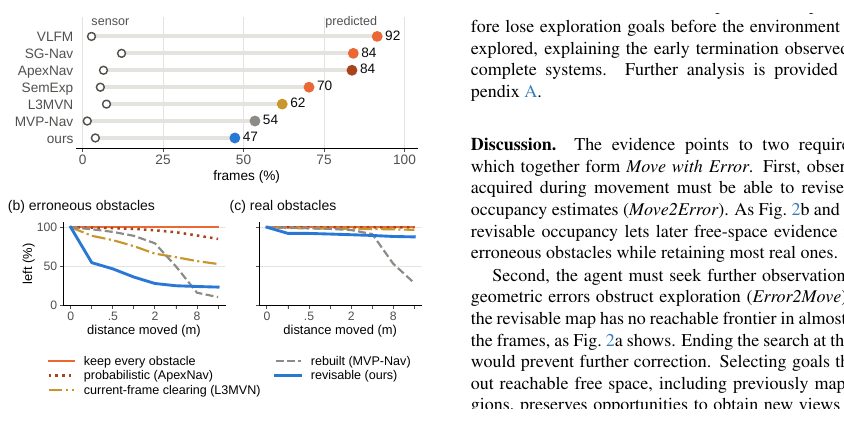 sensor predicted
VLFM 92
SG-Nav 84
ApexNav 84
SemExp 70
L3MVN 62
MVP-Nav 54
ours 47
0 25 50 75 100
frames (%)
(b) erroneous obstacles
(c) real obstacles
left (%)
100
50
0
0 .5 2 8
distance moved (m)
0 .5 2 8
distance moved (m)
keep every obstacle
probabilistic (ApexNav)
current-frame clearing (L3MVN)
rebuilt (MVP-Nav)
revisable (ours)
fore lose exploration goals before the environment
explored, explaining the early termination observed
complete systems. Further analysis is provided
pendix A.
Discussion. The evidence points to two require
which together form Move with Error. First, obser
acquired during movement must be able to revise
occupancy estimates (Move2Error). As Fig. 2b and
revisable occupancy lets later free-space evidence
erroneous obstacles while retaining most real ones.
Second, the agent must seek further observation
geometric errors obstruct exploration (Error2Move)
the revisable map has no reachable frontier in almost
the frames, as Fig. 2a shows. Ending the search at th
would prevent further correction. Selecting goals th
out reachable free space, including previously map
gions, preserves opportunities to obtain new views